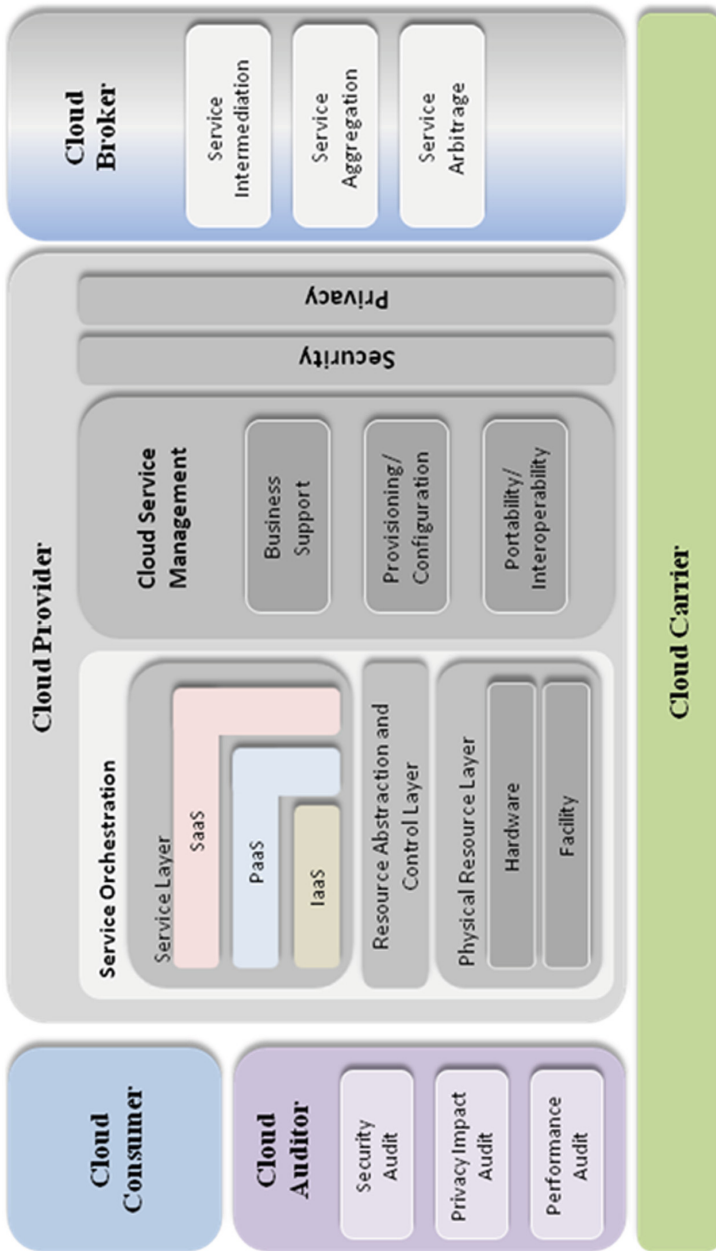 Cloud
Consumer
Cloud
Auditor
Security
Audit
Privacy Impact
Audit
Performance
Audit
Cloud Provider
Service Orchestration
Service Layer
SaaS
PaaS
IaaS
Resource Abstraction and
Control Layer
Physical Resource Layer
Hardware
Facility
Cloud Service
Management
Business
Support
Provisioning/
Configuration
Portability/
Interoperability
Security
Privacy
Cloud
Broker
Service
Intermediation
Service
Aggregation
Service
Arbitrage
Cloud Carrier